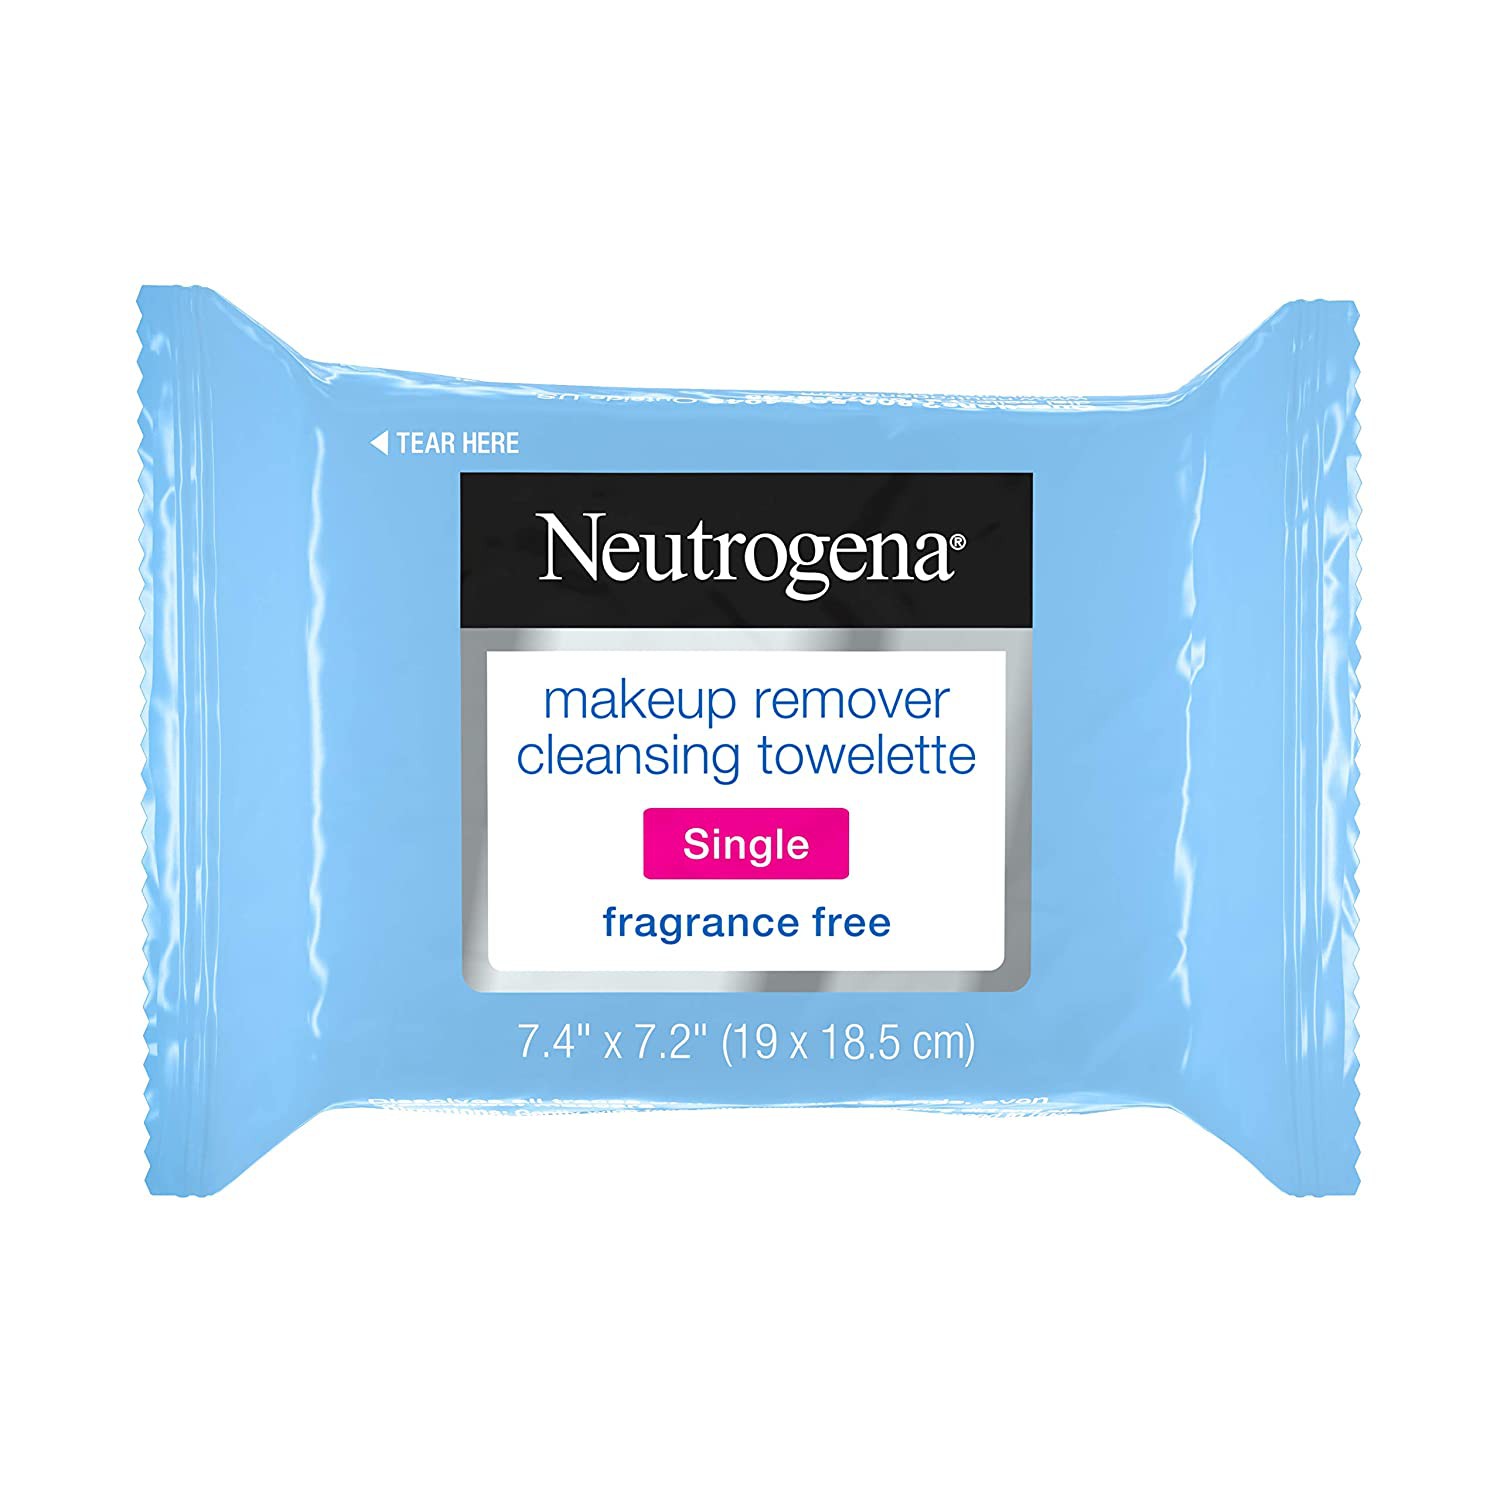 TEAR HERE
Neutrogena®
makeup remover
cleansing towelette
Single
fragrance free
7.4" x 7.2" (19 x 18.5 cm)